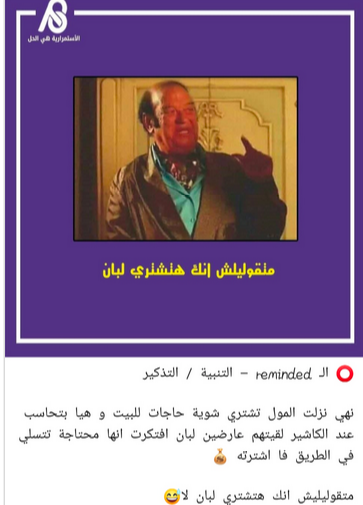 الاستمرارية هي الحل
متقوليلش إنك هتشتري لبان
الـ reminded – التنبية / التذكير
نهي نزلت المول تشتري شوية حاجات للبيت و هيا بتحاسب
عند الكاشير لقيتهم عارضين لبان افتكرت انها محتاجة تتسلي
في الطريق فا اشترته 💰
متقوليليش انك هتشتري لبان لا😅